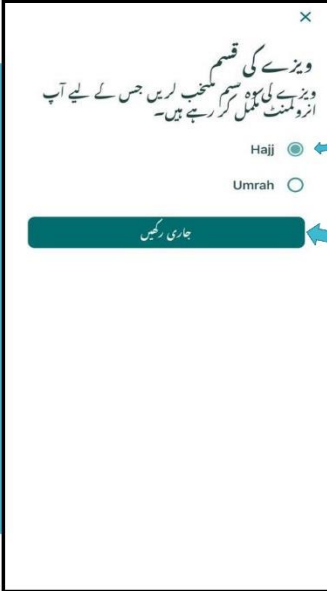 ویزے کی قسم
ویزے کی وہ قسم منتخب کریں جس کے لیے آپ
انرولمنٹ مکمل کر رہے ہیں۔
Hajj
Umrah
جاری رکھیں